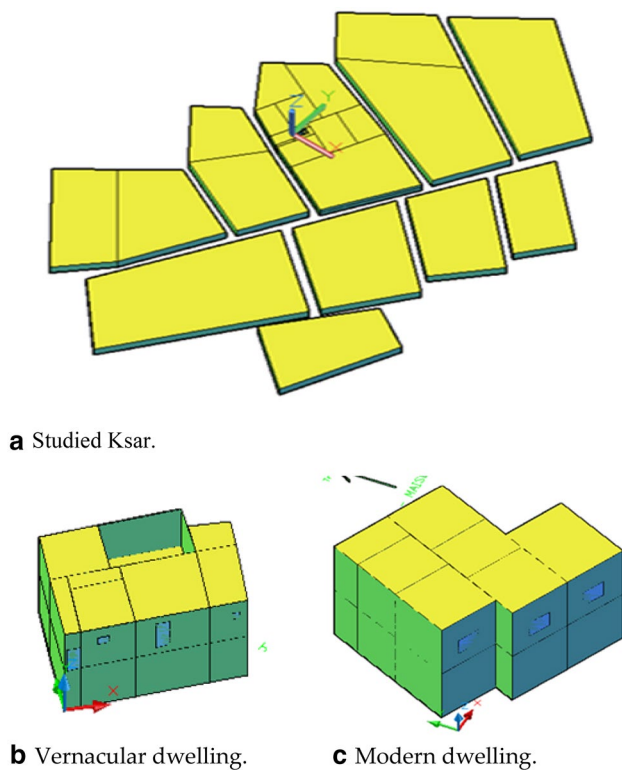 Z Y
X
a Studied Ksar.
X
b Vernacular dwelling.
X
c Modern dwelling.